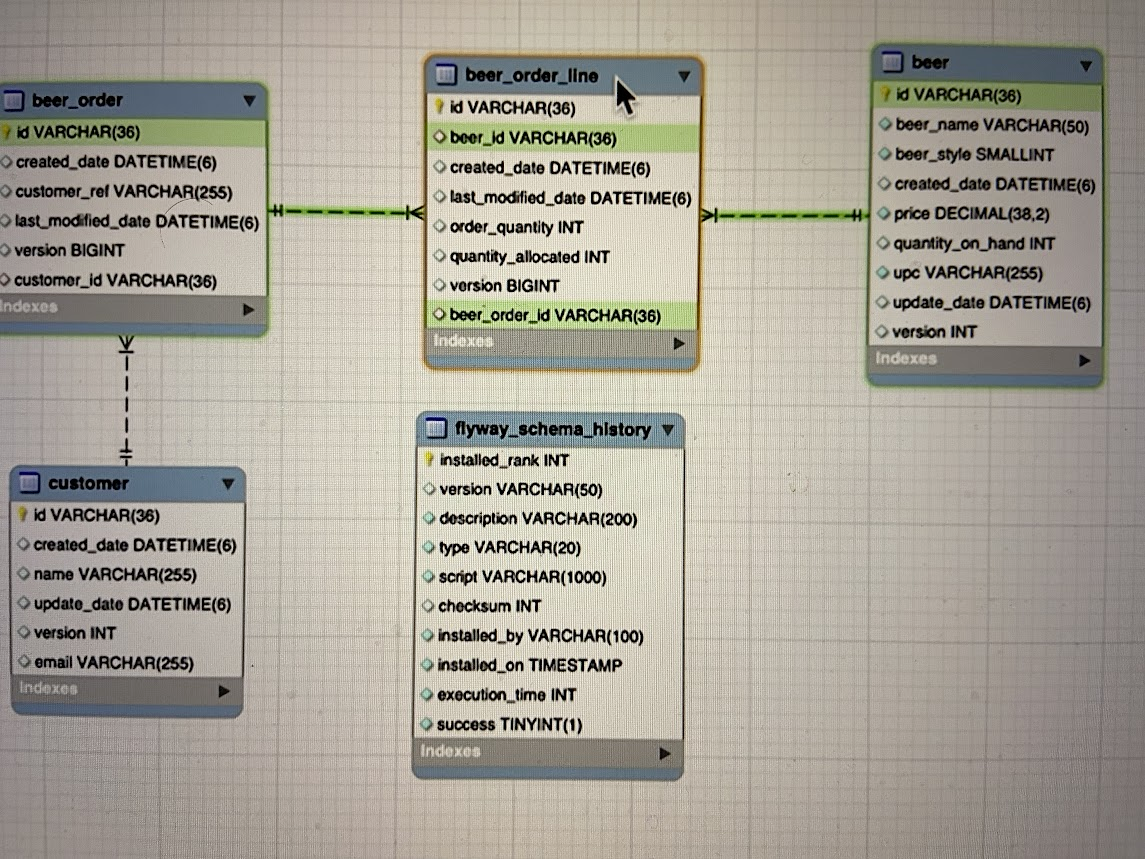 beer_order
id VARCHAR(36)
created_date DATETIME(6)
customer_ref VARCHAR(255)
last_modified_date DATETIME(6)
version BIGINT
customer_id VARCHAR(36)
Indexes
beer_order_line
id VARCHAR(36)
beer_id VARCHAR(36)
created_date DATETIME(6)
last_modified_date DATETIME(6)
order_quantity INT
quantity_allocated INT
version BIGINT
beer_order_id VARCHAR(36)
Indexes
beer
id VARCHAR(36)
beer_name VARCHAR(50)
beer_style SMALLINT
created_date DATETIME(6)
price DECIMAL(38,2)
quantity_on_hand INT
upc VARCHAR(255)
update_date DATETIME(6)
version INT
Indexes
customer
id VARCHAR(36)
created_date DATETIME(6)
name VARCHAR(255)
update_date DATETIME(6)
version INT
email VARCHAR(255)
Indexes
flyway_schema_history
installed_rank INT
version VARCHAR(50)
description VARCHAR(200)
type VARCHAR(20)
script VARCHAR(1000)
checksum INT
installed_by VARCHAR(100)
installed_on TIMESTAMP
execution_time INT
success TINYINT(1)
Indexes